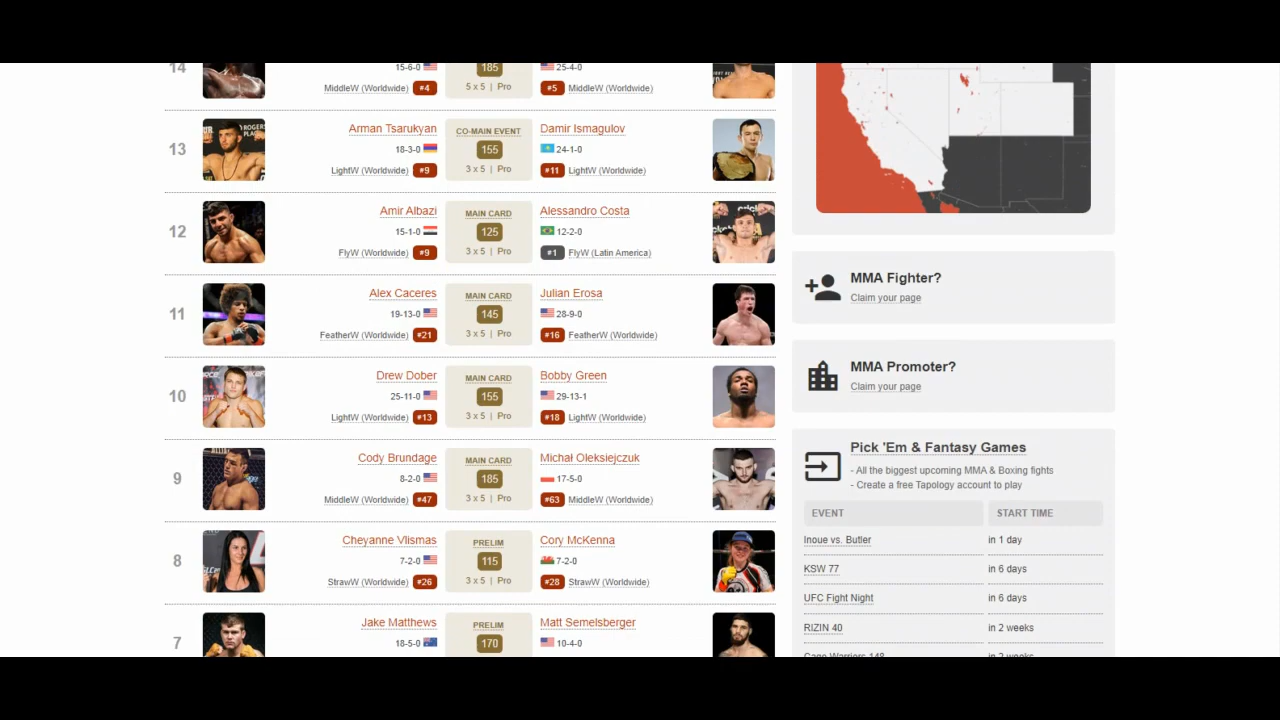 14
15-6-0
185
25-4-0
MiddleW (Worldwide) #4
5 x 5 | Pro
#5 MiddleW (Worldwide)
13
Arman Tsarukyan
CO-MAIN EVENT
Damir Ismagulov
18-3-0
155
24-1-0
LightW (Worldwide) #9
3 x 5 | Pro
#11 LightW (Worldwide)
12
Amir Albazi
MAIN CARD
Alessandro Costa
15-1-0
125
12-2-0
FlyW (Worldwide) #9
3 x 5 | Pro
#1 FlyW (Latin America)
11
Alex Caceres
MAIN CARD
Julian Erosa
19-13-0
145
28-9-0
FeatherW (Worldwide) #21
3 x 5 | Pro
#16 FeatherW (Worldwide)
10
Drew Dober
MAIN CARD
Bobby Green
25-11-0
155
29-13-1
LightW (Worldwide) #13
3 x 5 | Pro
#18 LightW (Worldwide)
9
Cody Brundage
MAIN CARD
Michał Oleksiejczuk
8-2-0
185
17-5-0
MiddleW (Worldwide) #47
3 x 5 | Pro
#63 MiddleW (Worldwide)
8
Cheyanne Vlismas
PRELIM
Cory McKenna
7-2-0
115
7-2-0
StrawW (Worldwide) #26
3 x 5 | Pro
#28 StrawW (Worldwide)
7
Jake Matthews
PRELIM
Matt Semelsberger
18-5-0
170
10-4-0
MMA Fighter?
Claim your page
MMA Promoter?
Claim your page
Pick 'Em & Fantasy Games
- All the biggest upcoming MMA & Boxing fights
- Create a free Tapology account to play
EVENT START TIME
Inoue vs. Butler in 1 day
KSW 77 in 6 days
UFC Fight Night in 6 days
RIZIN 40 in 2 weeks
Cage Warriors 148 in 2 weeks